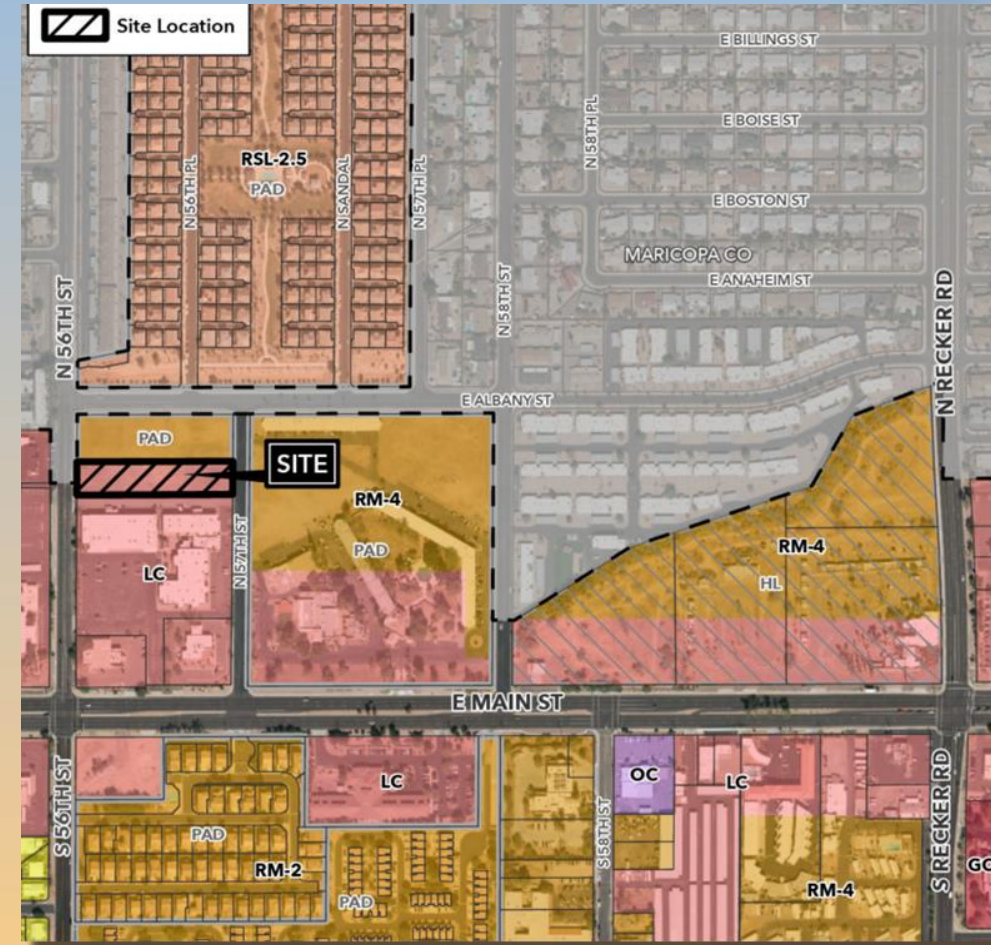 Site Location
E BILLINGS ST
N 58TH PL
E BOISE ST
RSL-2.5
PAD
N 56TH PL
N SANDAL
N 57TH PL
E BOSTON ST
MARICOPA CO
E ANAHEIM ST
N 58TH ST
N 56TH ST
N RECKER RD
E ALBANY ST
PAD
SITE
RM-4
PAD
N 57TH ST
LC
RM-4
HL
E MAIN ST
S 56TH ST
LC
OC
LC
S 58TH ST
S RECKER RD
PAD
RM-2
PAD
RM-4
GC